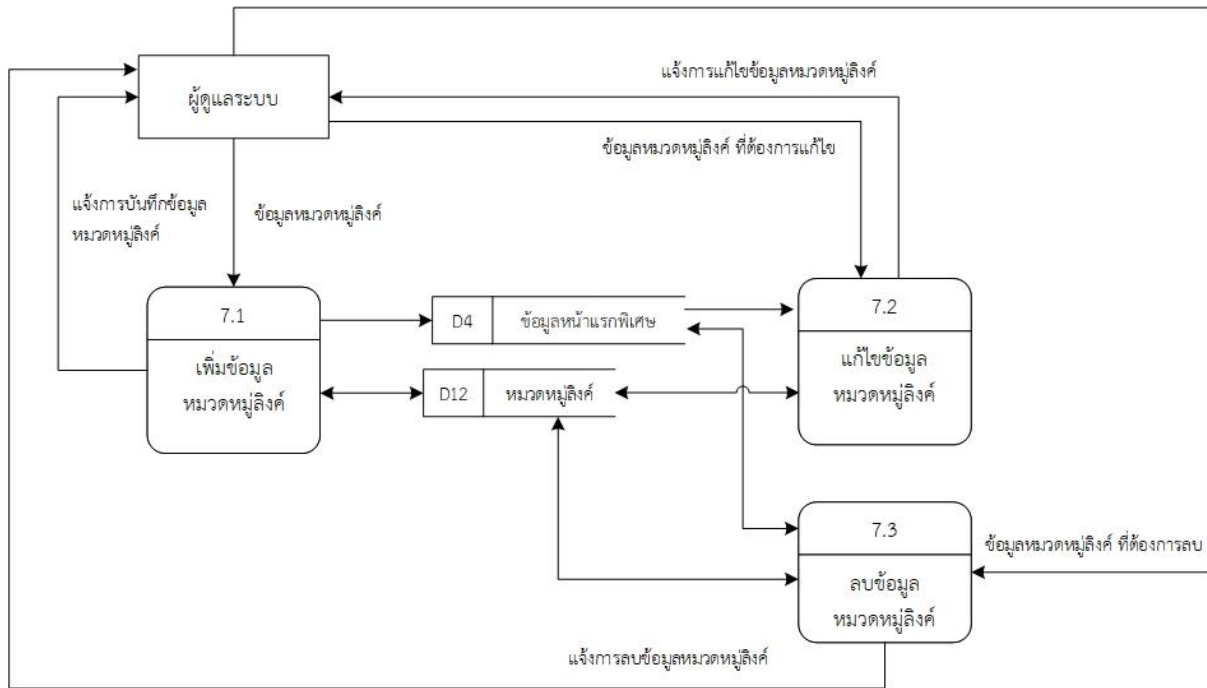 แจ้งการแก้ไขข้อมูลหมวดหมู่ลิงค์
ผู้ดูแลระบบ
ข้อมูลหมวดหมู่ลิงค์ ที่ต้องการแก้ไข
แจ้งการบันทึกข้อมูล
หมวดหมู่ลิงค์
ข้อมูลหมวดหมู่ลิงค์
7.1
เพิ่มข้อมูล
หมวดหมู่ลิงค์
D4
ข้อมูลหน้าแรกพิเศษ
D12
หมวดหมู่ลิงค์
7.2
แก้ไขข้อมูล
หมวดหมู่ลิงค์
7.3
ลบข้อมูล
หมวดหมู่ลิงค์
ข้อมูลหมวดหมู่ลิงค์ ที่ต้องการลบ
แจ้งการลบข้อมูลหมวดหมู่ลิงค์